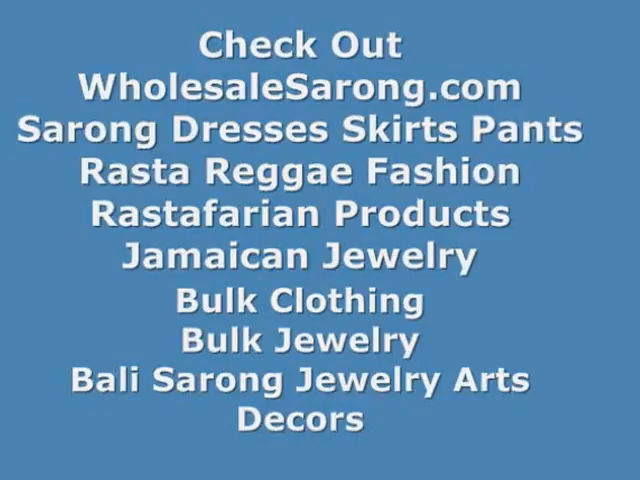 Check Out
WholesaleSarong.com
Sarong Dresses Skirts Pants
Rasta Reggae Fashion
Rastafarian Products
Jamaican Jewelry
Bulk Clothing
Bulk Jewelry
Bali Sarong Jewelry Arts
Decors